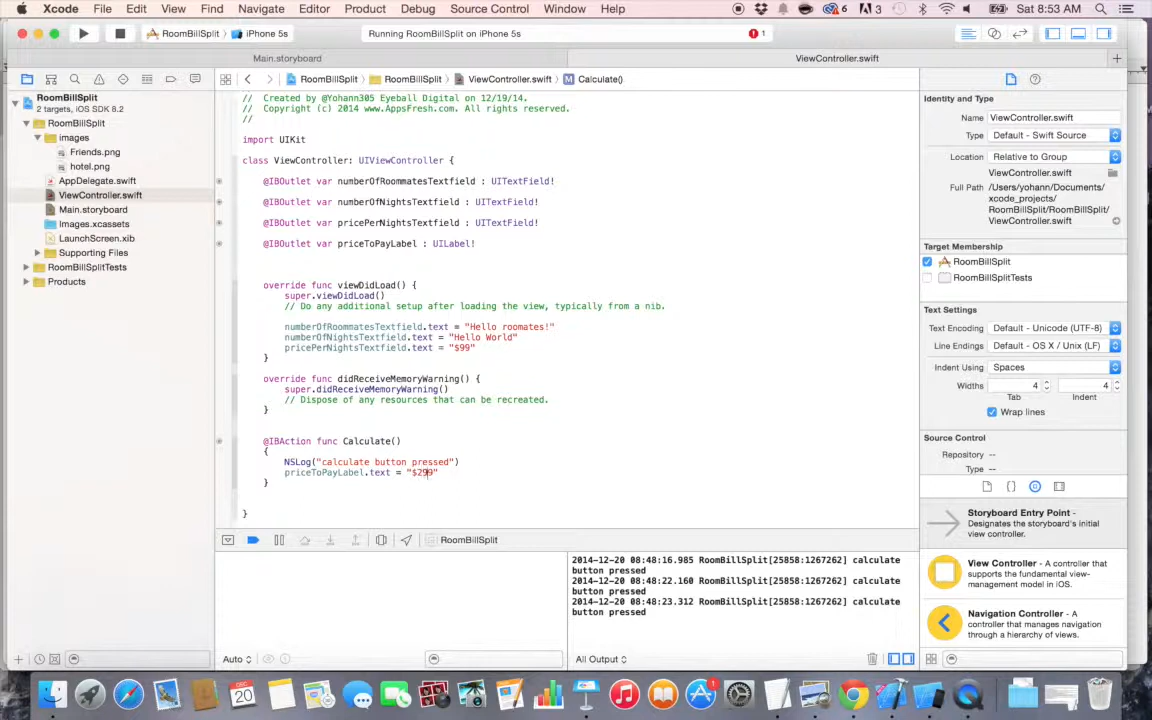 Xcode File Edit View Find Navigate Editor Product Debug Source Control Window Help 6 3 Sat 8:53 AM
RoomBillSplit iPhone 5s Running RoomBillSplit on iPhone 5s 1
Main.storyboard ViewController.swift
RoomBillSplit RoomBillSplit ViewController.swift M Calculate()
RoomBillSplit
2 targets, iOS SDK 8.2
RoomBillSplit
images
Friends.png
hotel.png
AppDelegate.swift
ViewController.swift
Main.storyboard
Images.xcassets
LaunchScreen.xib
Supporting Files
RoomBillSplitTests
Products
// Created by @Yohann305 Eyeball Digital on 12/19/14.
// Copyright (c) 2014 www.AppsFresh.com. All rights reserved.
//
import UIKit
class ViewController: UIViewController {
@IBOutlet var numberOfRoommatesTextfield : UITextField!
@IBOutlet var numberOfNightsTextfield : UITextField!
@IBOutlet var pricePerNightsTextfield : UITextField!
@IBOutlet var priceToPayLabel : UILabel!
override func viewDidLoad() {
super.viewDidLoad()
// Do any additional setup after loading the view, typically from a nib.
numberOfRoommatesTextfield.text = "Hello roomates!"
numberOfNightsTextfield.text = "Hello World"
pricePerNightsTextfield.text = "$99"
}
override func didReceiveMemoryWarning() {
super.didReceiveMemoryWarning()
// Dispose of any resources that can be recreated.
}
@IBAction func Calculate()
{
NSLog("calculate button pressed")
priceToPayLabel.text = "$299"
}
}
RoomBillSplit
2014-12-20 08:48:16.985 RoomBillSplit[25858:1267262] calculate
button pressed
2014-12-20 08:48:22.160 RoomBillSplit[25858:1267262] calculate
button pressed
2014-12-20 08:48:23.312 RoomBillSplit[25858:1267262] calculate
button pressed
Auto All Output
Identity and Type
Name ViewController.swift
Type Default - Swift Source
Location Relative to Group
ViewController.swift
Full Path /Users/yohann/Documents/
xcode_projects/
RoomBillSplit/RoomBillSplit/
ViewController.swift
Target Membership
RoomBillSplit
RoomBillSplitTests
Text Settings
Text Encoding Default - Unicode (UTF-8)
Line Endings Default - OS X / Unix (LF)
Indent Using Spaces
Widths 4 4
Tab Indent
Wrap lines
Source Control
Repository --
Type --
Storyboard Entry Point -
Designates the storyboard's initial
view controller.
View Controller - A controller that
supports the fundamental view-
management model in iOS.
Navigation Controller - A
controller that manages navigation
through a hierarchy of views.
DEC
20
1